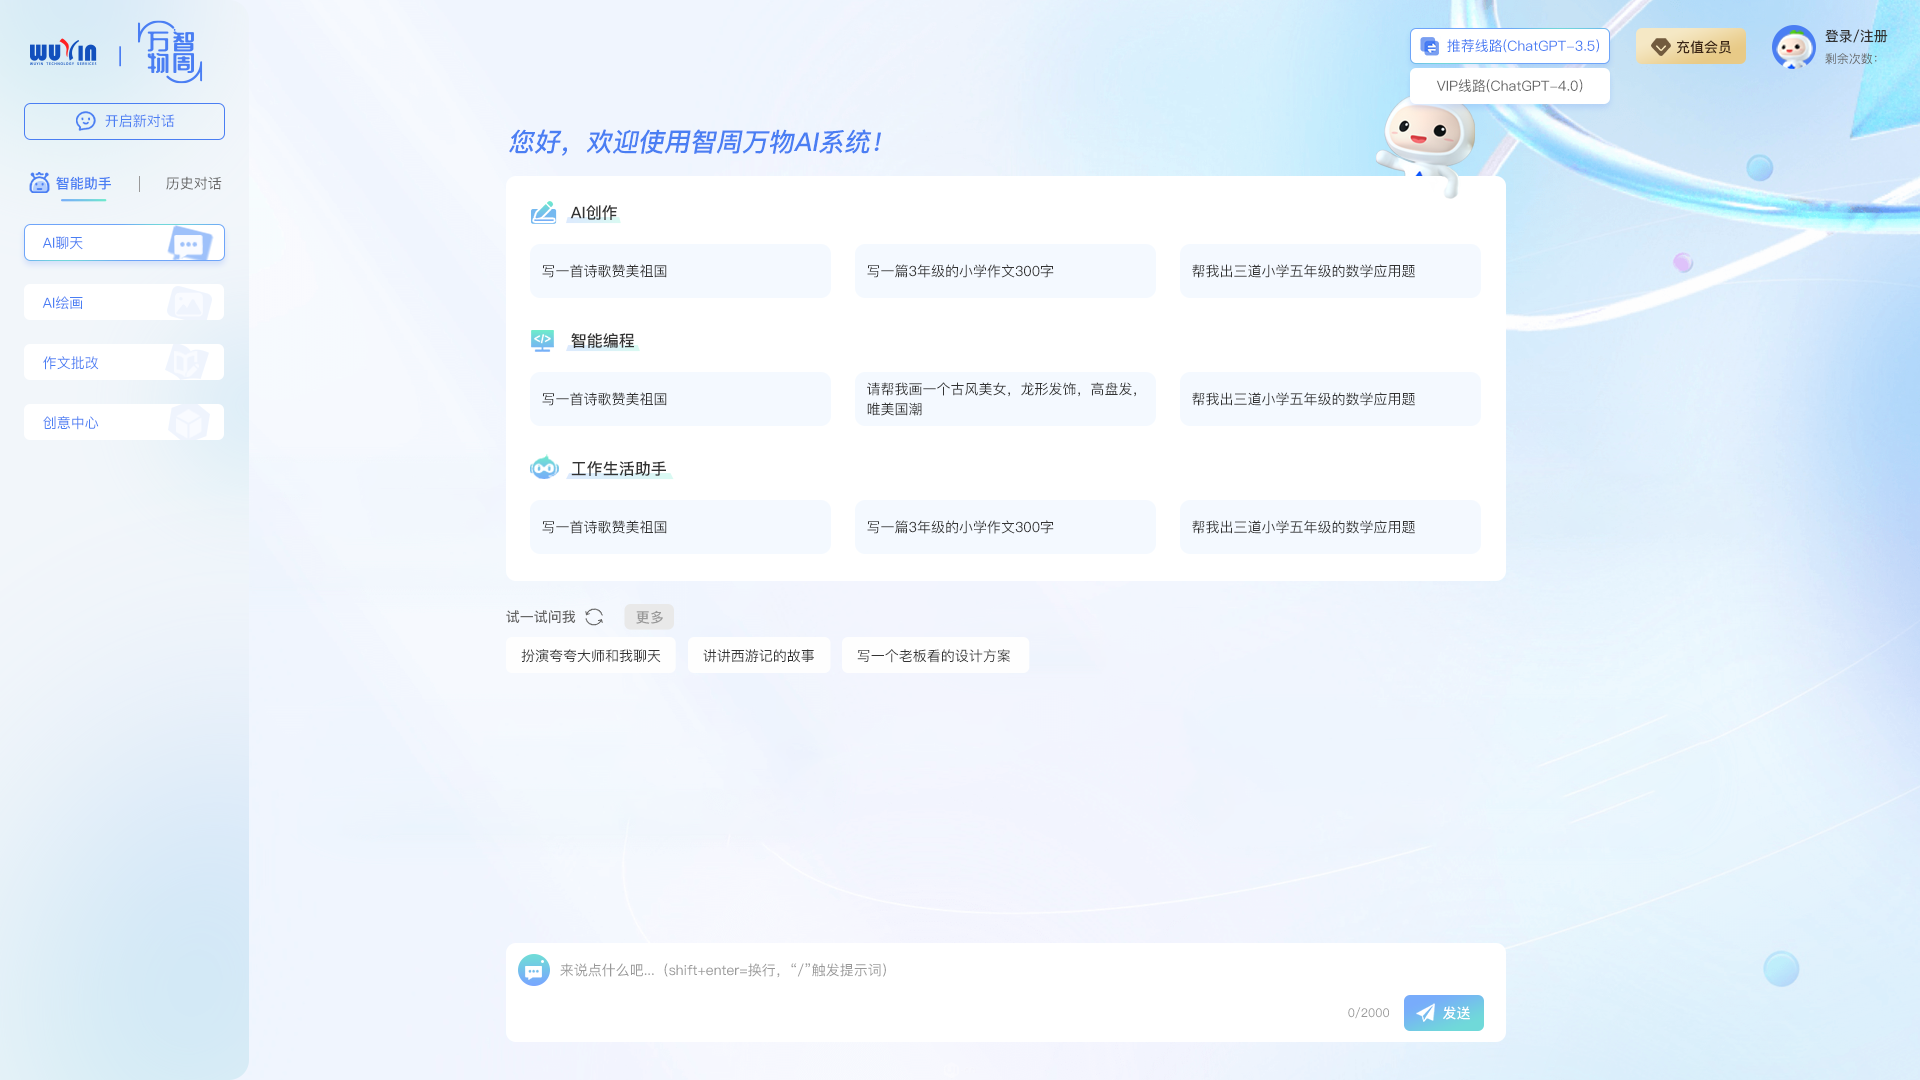 WUYIN
WUYIN TECHNOLOGY SERVICES
智周万物
开启新对话
智能助手
历史对话
AI聊天
AI绘画
作文批改
创意中心
推荐线路(ChatGPT-3.5)
VIP线路(ChatGPT-4.0)
充值会员
登录/注册
剩余次数:
您好，欢迎使用智周万物AI系统！
AI创作
写一首诗歌赞美祖国
写一篇3年级的小学作文300字
帮我出三道小学五年级的数学应用题
智能编程
写一首诗歌赞美祖国
请帮我画一个古风美女，龙形发饰，高盘发，
唯美国潮
帮我出三道小学五年级的数学应用题
工作生活助手
写一首诗歌赞美祖国
写一篇3年级的小学作文300字
帮我出三道小学五年级的数学应用题
试一试问我
更多
扮演夸夸大师和我聊天
讲讲西游记的故事
写一个老板看的设计方案
来说点什么吧...（shift+enter=换行，“/”触发提示词）
0/2000
发送